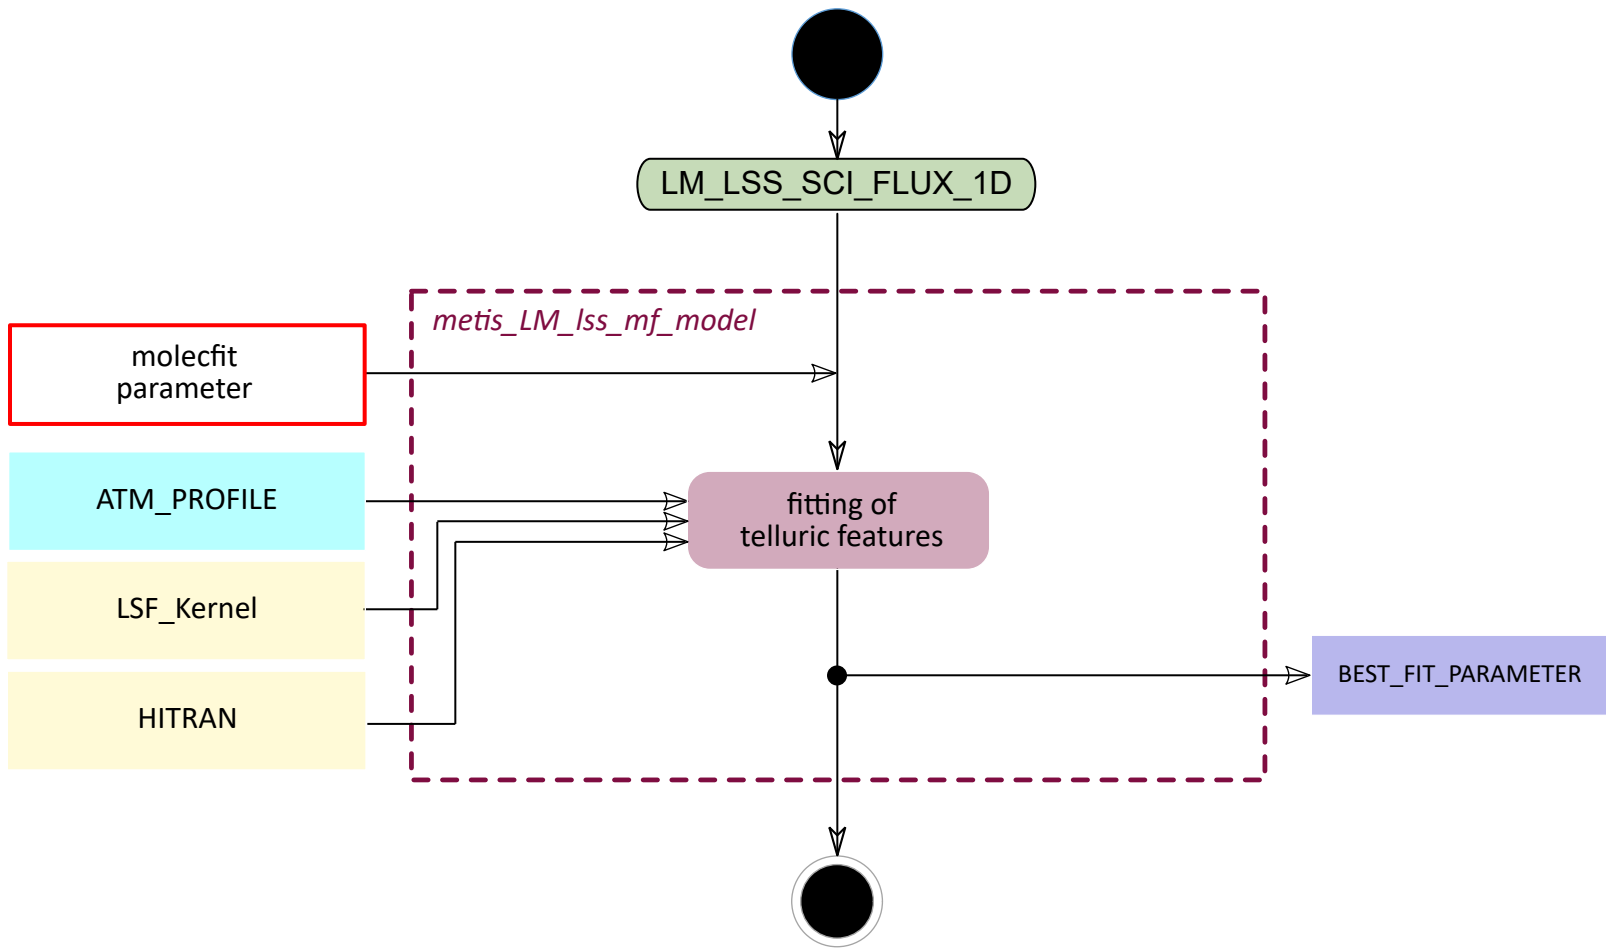 LM_LSS_SCI_FLUX_1D
metis_LM_lss_mf_model
molecfit
parameter
ATM_PROFILE
fitting of
telluric features
LSF_Kernel
HITRAN
BEST_FIT_PARAMETER